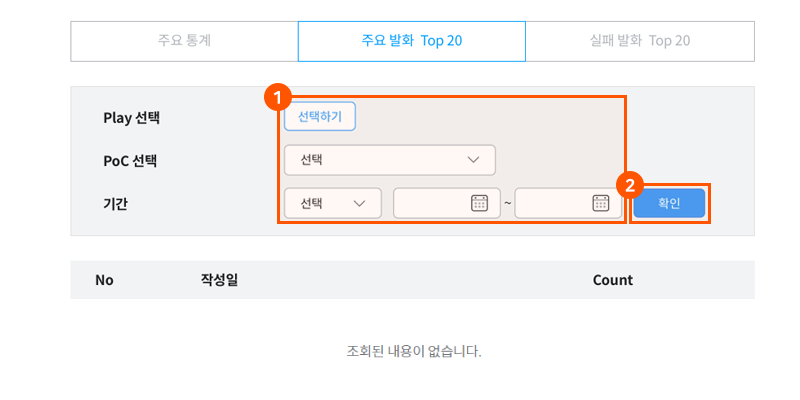 주요 통계 주요 발화 Top 20 실패 발화 Top 20
1
Play 선택 선택하기
PoC 선택 선택
2
기간 선택 ~ 확인
No 작성일 Count
조회된 내용이 없습니다.